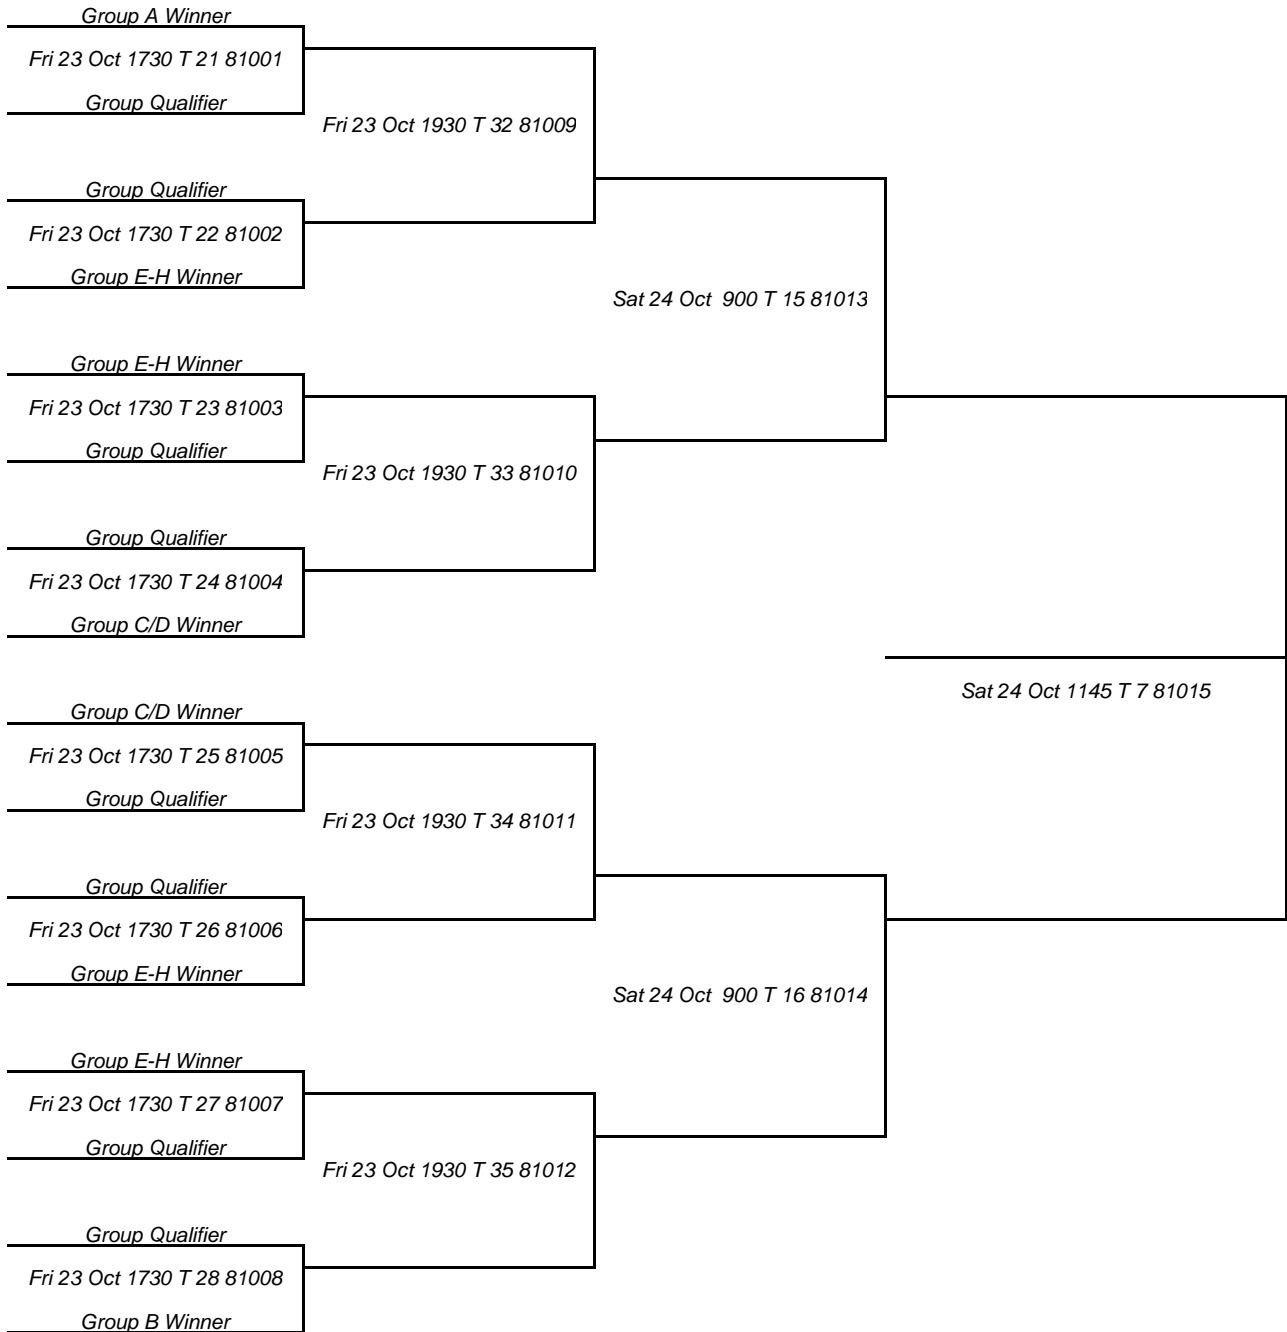 Group A Winner
Fri 23 Oct 1730 T 21 81001
Group Qualifier
Fri 23 Oct 1930 T 32 81009
Group Qualifier
Fri 23 Oct 1730 T 22 81002
Group E-H Winner
Sat 24 Oct  900 T 15 81013
Group E-H Winner
Fri 23 Oct 1730 T 23 81003
Group Qualifier
Fri 23 Oct 1930 T 33 81010
Group Qualifier
Fri 23 Oct 1730 T 24 81004
Group C/D Winner
Sat 24 Oct 1145 T 7 81015
Group C/D Winner
Fri 23 Oct 1730 T 25 81005
Group Qualifier
Fri 23 Oct 1930 T 34 81011
Group Qualifier
Fri 23 Oct 1730 T 26 81006
Group E-H Winner
Sat 24 Oct  900 T 16 81014
Group E-H Winner
Fri 23 Oct 1730 T 27 81007
Group Qualifier
Fri 23 Oct 1930 T 35 81012
Group Qualifier
Fri 23 Oct 1730 T 28 81008
Group B Winner